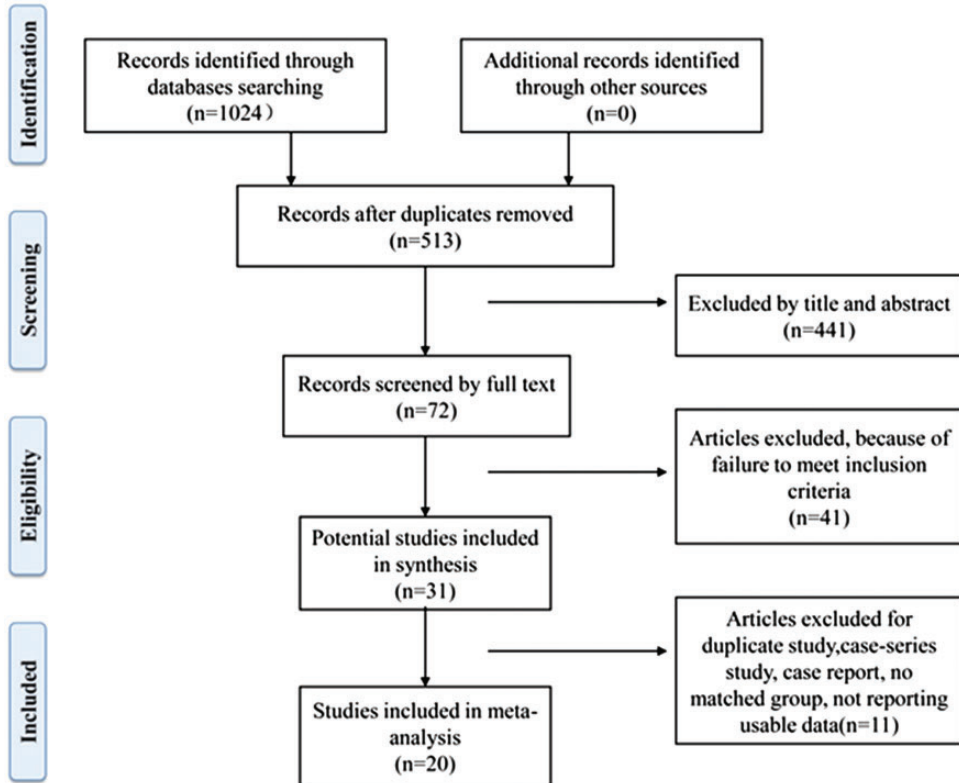 Identification
Records identified through
databases searching
(n=1024）
Additional records identified
through other sources
(n=0)
Records after duplicates removed
(n=513)
Screening
Excluded by title and abstract
(n=441)
Records screened by full text
(n=72)
Eligibility
Articles excluded, because of
failure to meet inclusion
criteria
(n=41)
Potential studies included
in synthesis
(n=31)
Included
Articles excluded for
duplicate study,case-series
study, case report, no
matched group, not reporting
usable data(n=11)
Studies included in meta-
analysis
(n=20)